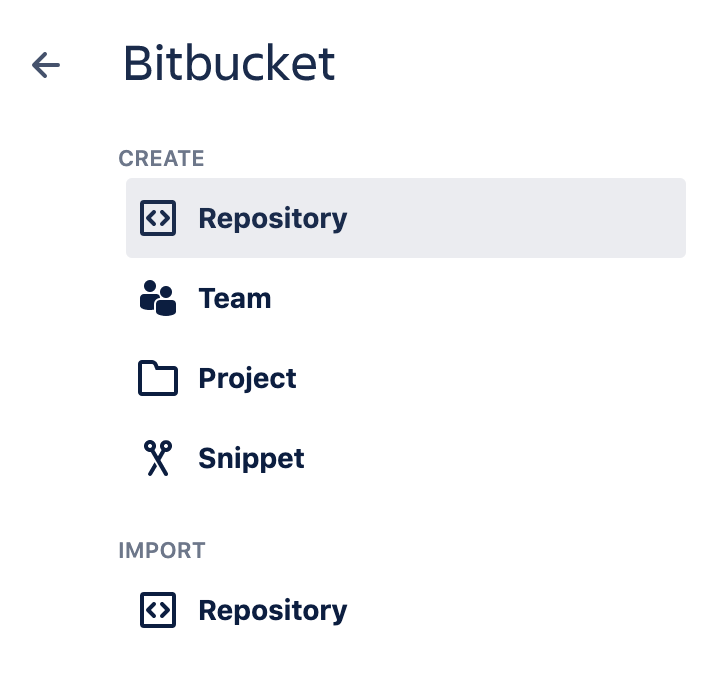 Bitbucket
CREATE
Repository
Team
Project
Snippet
IMPORT
Repository